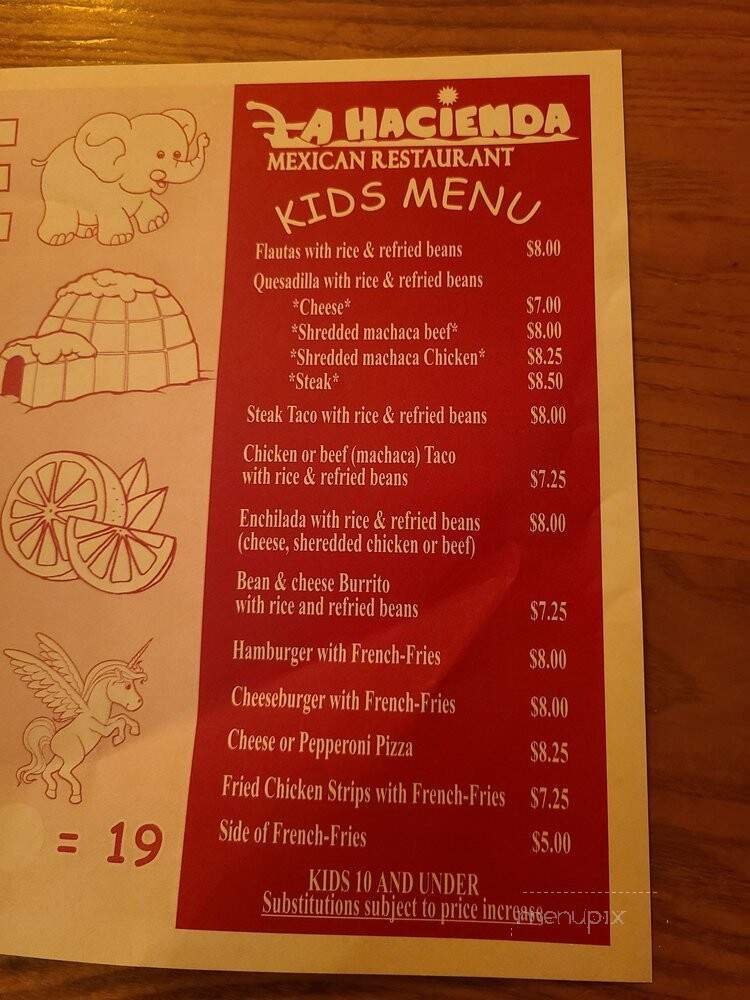 LA HACIENDA
MEXICAN RESTAURANT
KIDS MENU
Flautas with rice & refried beans $8.00
Quesadilla with rice & refried beans
*Cheese* $7.00
*Shredded machaca beef* $8.00
*Shredded machaca Chicken* $8.25
*Steak* $8.50
Steak Taco with rice & refried beans $8.00
Chicken or beef (machaca) Taco
with rice & refried beans $7.25
Enchilada with rice & refried beans $8.00
(cheese, sheredded chicken or beef)
Bean & cheese Burrito
with rice and refried beans $7.25
Hamburger with French-Fries $8.00
Cheeseburger with French-Fries $8.00
Cheese or Pepperoni Pizza $8.25
Fried Chicken Strips with French-Fries $7.25
Side of French-Fries $5.00
KIDS 10 AND UNDER
Substitutions subject to price increase.
= 19
menupix